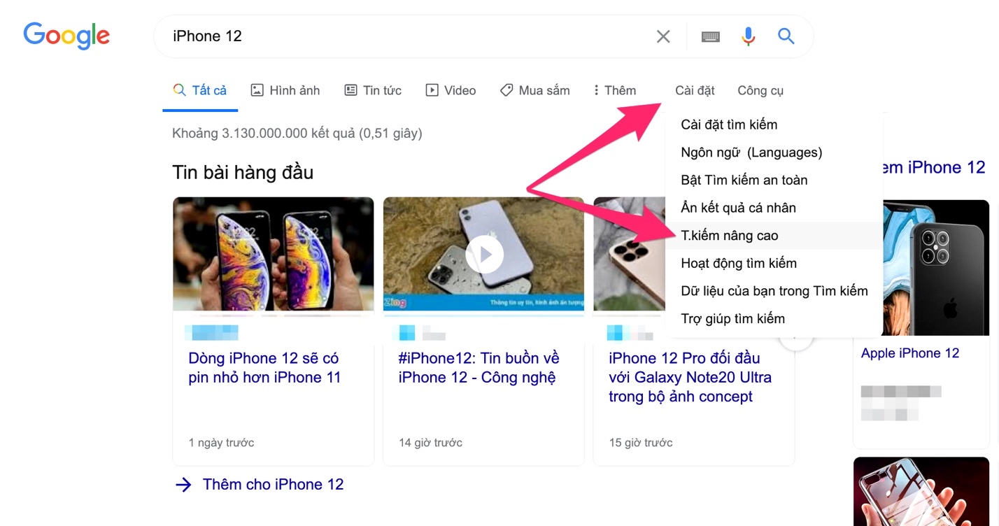 Google
iPhone 12
Tất cả
Hình ảnh
Tin tức
Video
Mua sắm
Thêm
Cài đặt
Công cụ
Khoảng 3.130.000.000 kết quả (0,51 giây)
Cài đặt tìm kiếm
Ngôn ngữ (Languages)
Bật Tìm kiếm an toàn
Ẩn kết quả cá nhân
T.kiếm nâng cao
Hoạt động tìm kiếm
Dữ liệu của bạn trong Tìm kiếm
Trợ giúp tìm kiếm
Tin bài hàng đầu
Zing
Thông tin uy tín, hình ảnh ấn tượng
Dòng iPhone 12 sẽ có
pin nhỏ hơn iPhone 11
1 ngày trước
#iPhone12: Tin buồn về
iPhone 12 - Công nghệ
14 giờ trước
iPhone 12 Pro đối đầu
với Galaxy Note20 Ultra
trong bộ ảnh concept
15 giờ trước
Thêm cho iPhone 12
em iPhone 12
Apple iPhone 12